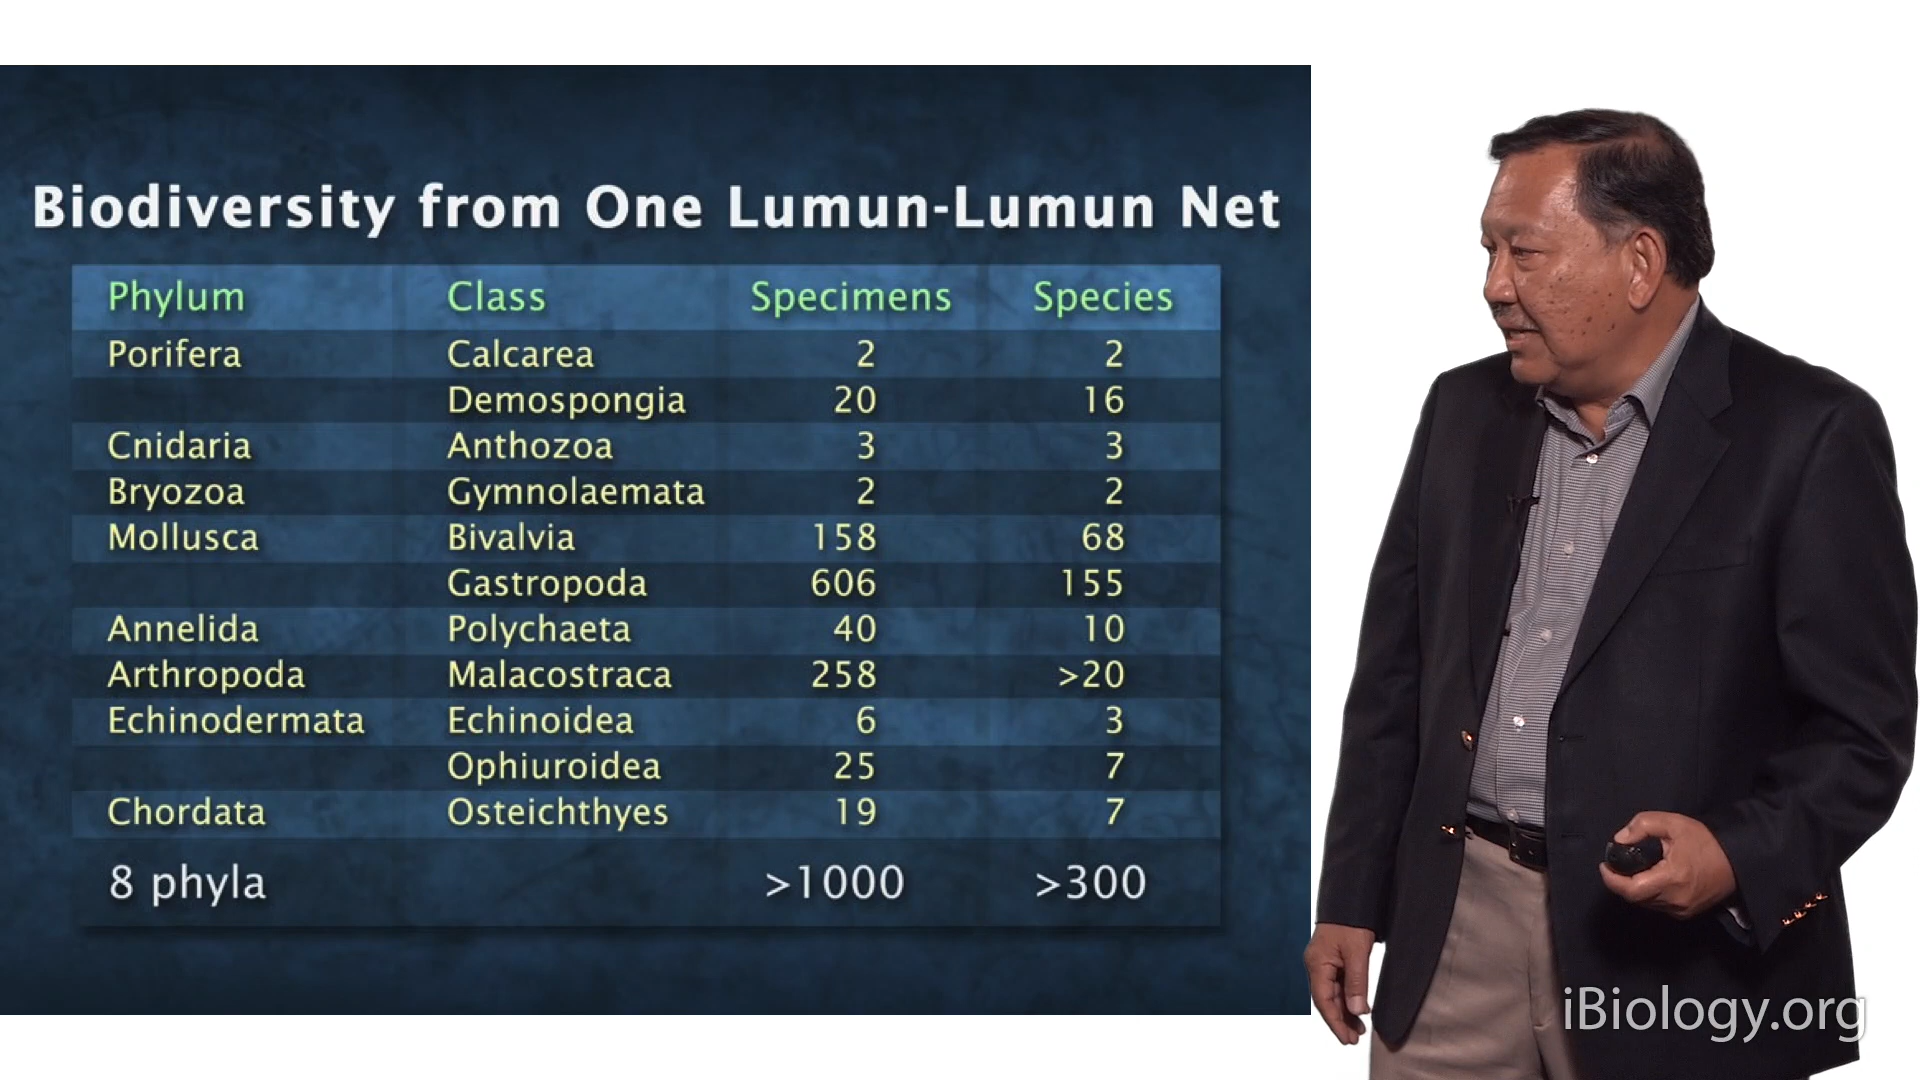 Biodiversity from One Lumun-Lumun Net
Phylum Class Specimens Species
Porifera Calcarea 2 2
Demospongia 20 16
Cnidaria Anthozoa 3 3
Bryozoa Gymnolaemata 2 2
Mollusca Bivalvia 158 68
Gastropoda 606 155
Annelida Polychaeta 40 10
Arthropoda Malacostraca 258 >20
Echinodermata Echinoidea 6 3
Ophiuroidea 25 7
Chordata Osteichthyes 19 7
8 phyla >1000 >300
iBiology.org